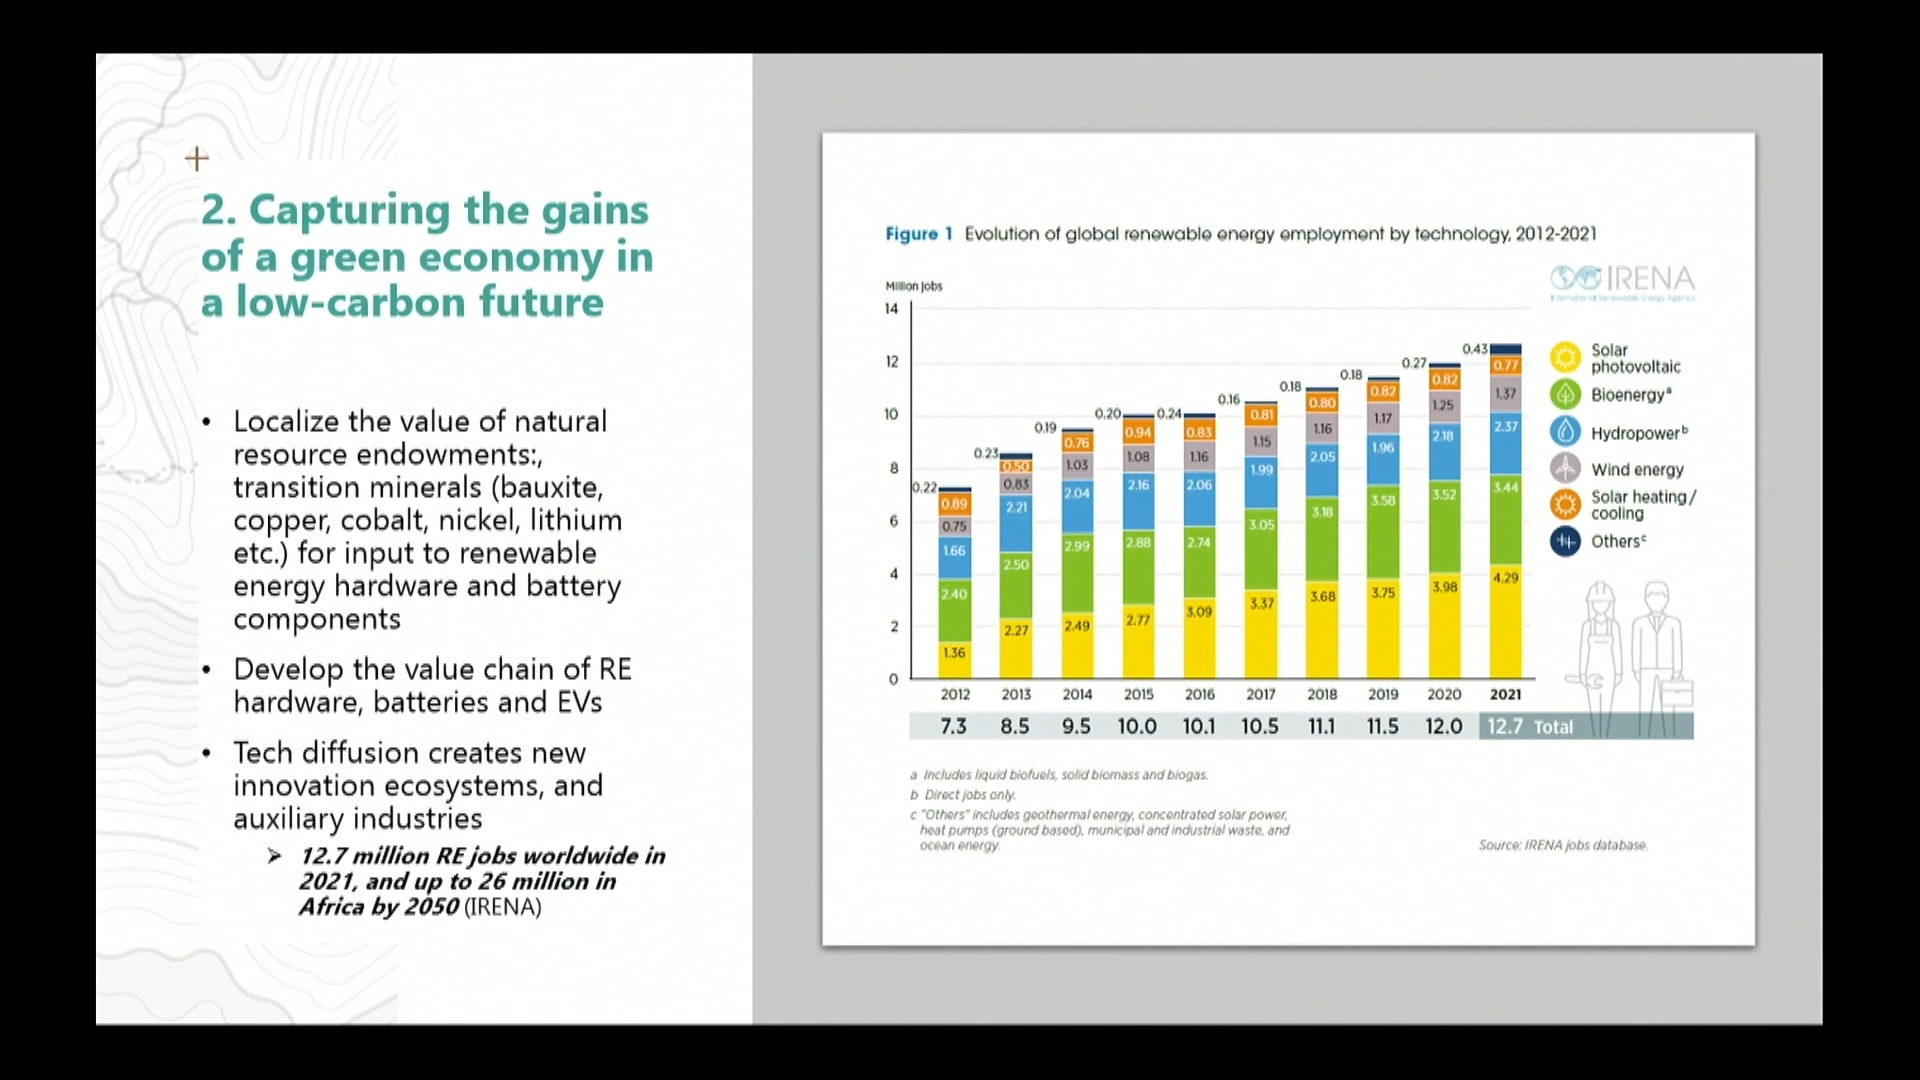 2. Capturing the gains
of a green economy in
a low-carbon future
• Localize the value of natural
resource endowments:,
transition minerals (bauxite,
copper, cobalt, nickel, lithium
etc.) for input to renewable
energy hardware and battery
components
• Develop the value chain of RE
hardware, batteries and EVs
• Tech diffusion creates new
innovation ecosystems, and
auxiliary industries
➢ 12.7 million RE jobs worldwide in
2021, and up to 26 million in
Africa by 2050 (IRENA)
Figure 1 Evolution of global renewable energy employment by technology, 2012-2021
IRENA
International Renewable Energy Agency
Million jobs
14
12
10
8
6
4
2
0
0.22
0.89
0.75
1.66
2.40
1.36
0.23
0.50
0.83
2.21
2.50
2.27
0.19
0.76
1.03
2.04
2.99
2.49
0.20
0.94
1.08
2.16
2.88
2.77
0.24
0.83
1.16
2.06
2.74
3.09
0.16
0.81
1.15
1.99
3.05
3.37
0.18
0.80
1.16
2.05
3.18
3.68
0.18
0.82
1.17
1.96
3.58
3.75
0.27
0.82
1.25
2.18
3.52
3.98
0.43
0.77
1.37
2.37
3.44
4.29
2012 2013 2014 2015 2016 2017 2018 2019 2020 2021
7.3 8.5 9.5 10.0 10.1 10.5 11.1 11.5 12.0 12.7 Total
Solar
photovoltaic
Bioenergy a
Hydropower b
Wind energy
Solar heating/
cooling
Others c
a Includes liquid biofuels, solid biomass and biogas.
b Direct jobs only.
c "Others" includes geothermal energy, concentrated solar power,
heat pumps (ground based), municipal and industrial waste, and
ocean energy.
Source: IRENA jobs database.